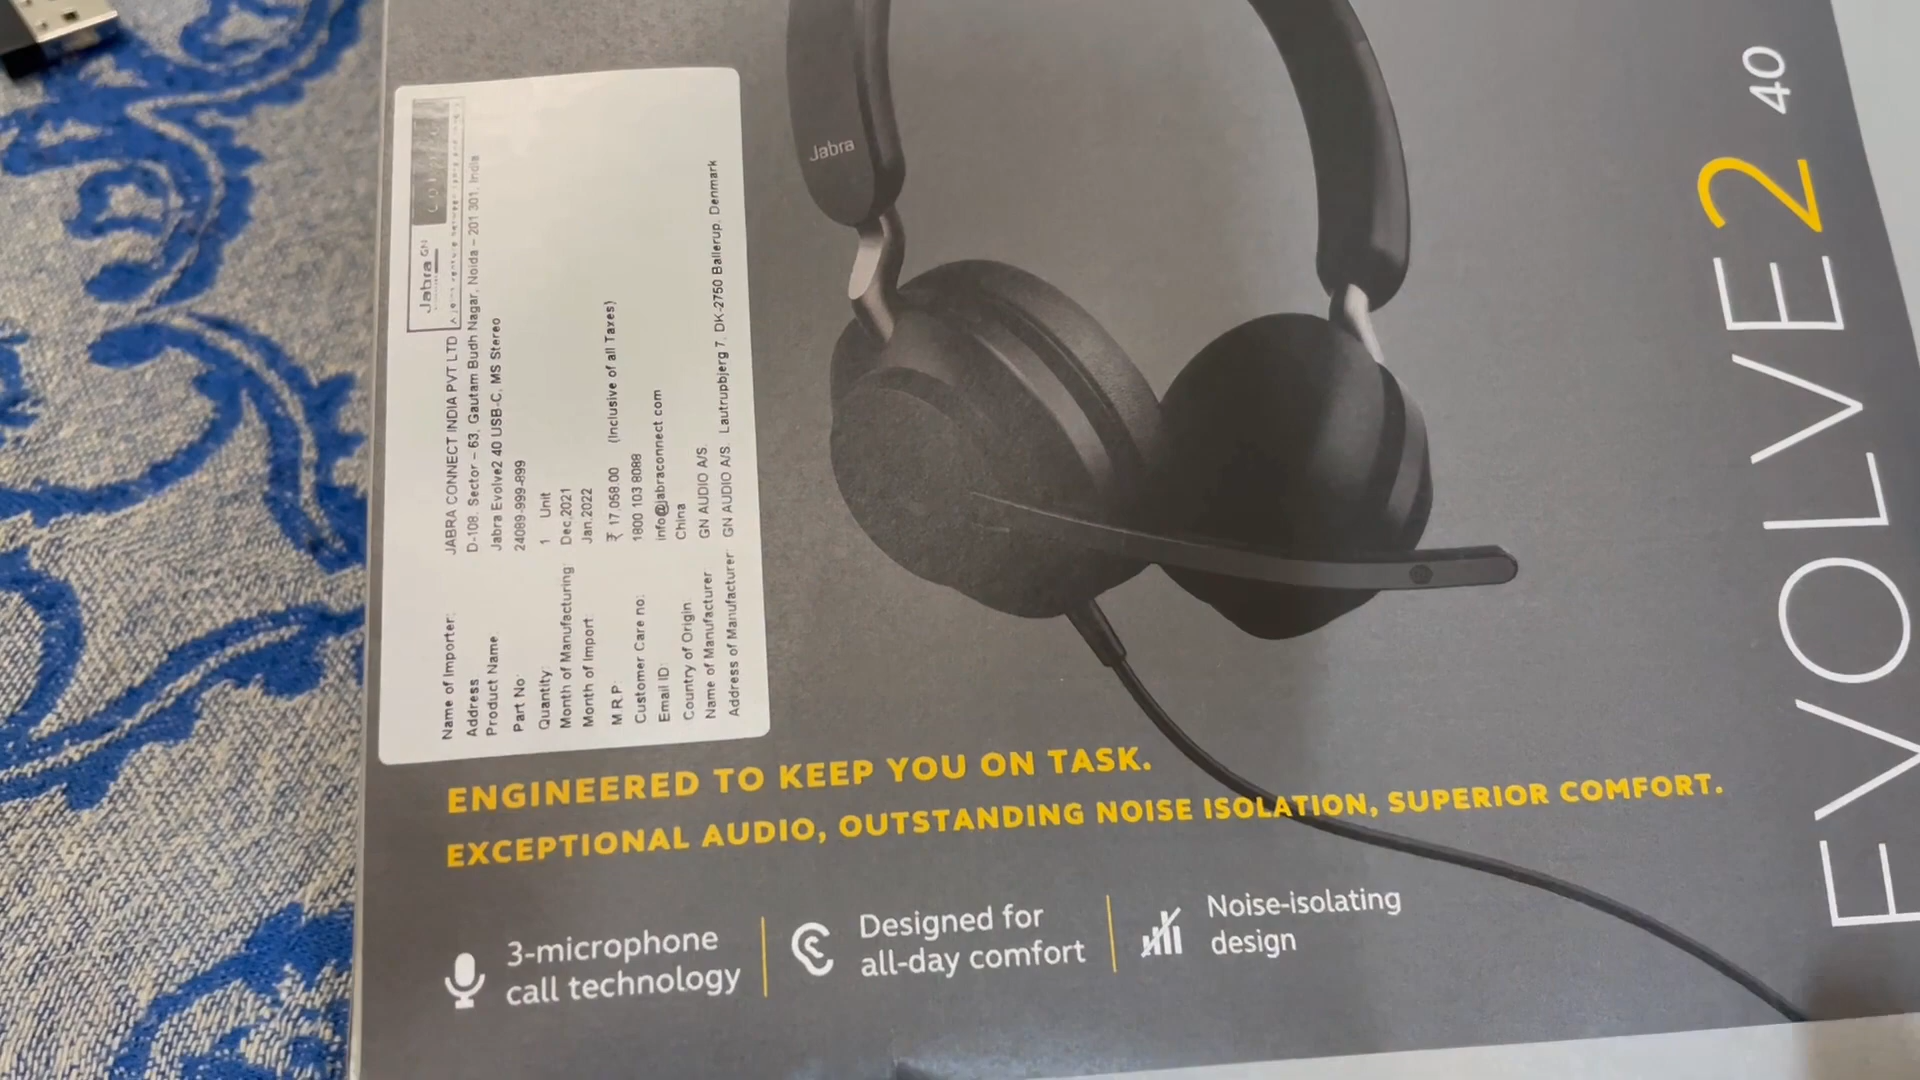 Jabra GN
Name of Importer: JABRA CONNECT INDIA PVT LTD
Address D-108, Sector – 63, Gautam Budh Nagar, Noida – 201 301, India
Product Name Jabra Evolve2 40 USB-C, MS Stereo
Part No: 24089-999-899
Quantity: 1 Unit
Month of Manufacturing: Dec,2021
Month of Import: Jan,2022
M R P: ₹ 17,058.00 (Inclusive of all Taxes)
Customer Care no: 1800 103 8088
Email ID: info@jabraconnect com
Country of Origin China
Name of Manufacturer GN AUDIO A/S
Address of Manufacturer: GN AUDIO A/S, Lautrupbjerg 7, DK-2750 Ballerup, Denmark
Jabra
EVOLVE2 40
ENGINEERED TO KEEP YOU ON TASK.
EXCEPTIONAL AUDIO, OUTSTANDING NOISE ISOLATION, SUPERIOR COMFORT.
3-microphone
call technology
Designed for
all-day comfort
Noise-isolating
design